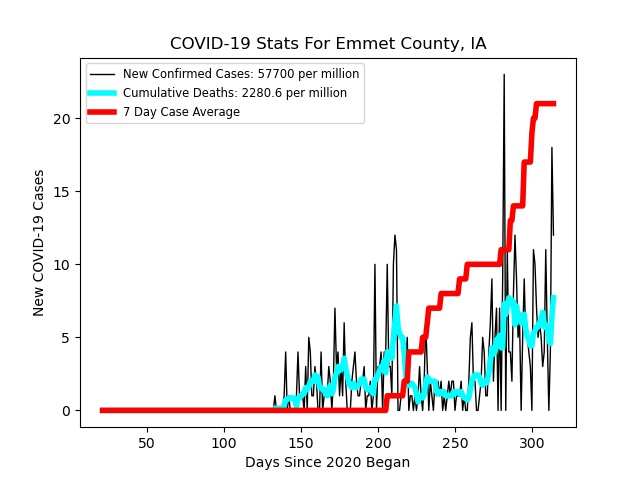 COVID-19 Stats For Emmet County, IA
New Confirmed Cases: 57700 per million
Cumulative Deaths: 2280.6 per million
7 Day Case Average
New COVID-19 Cases
20
15
10
5
0
50 100 150 200 250 300
Days Since 2020 Began